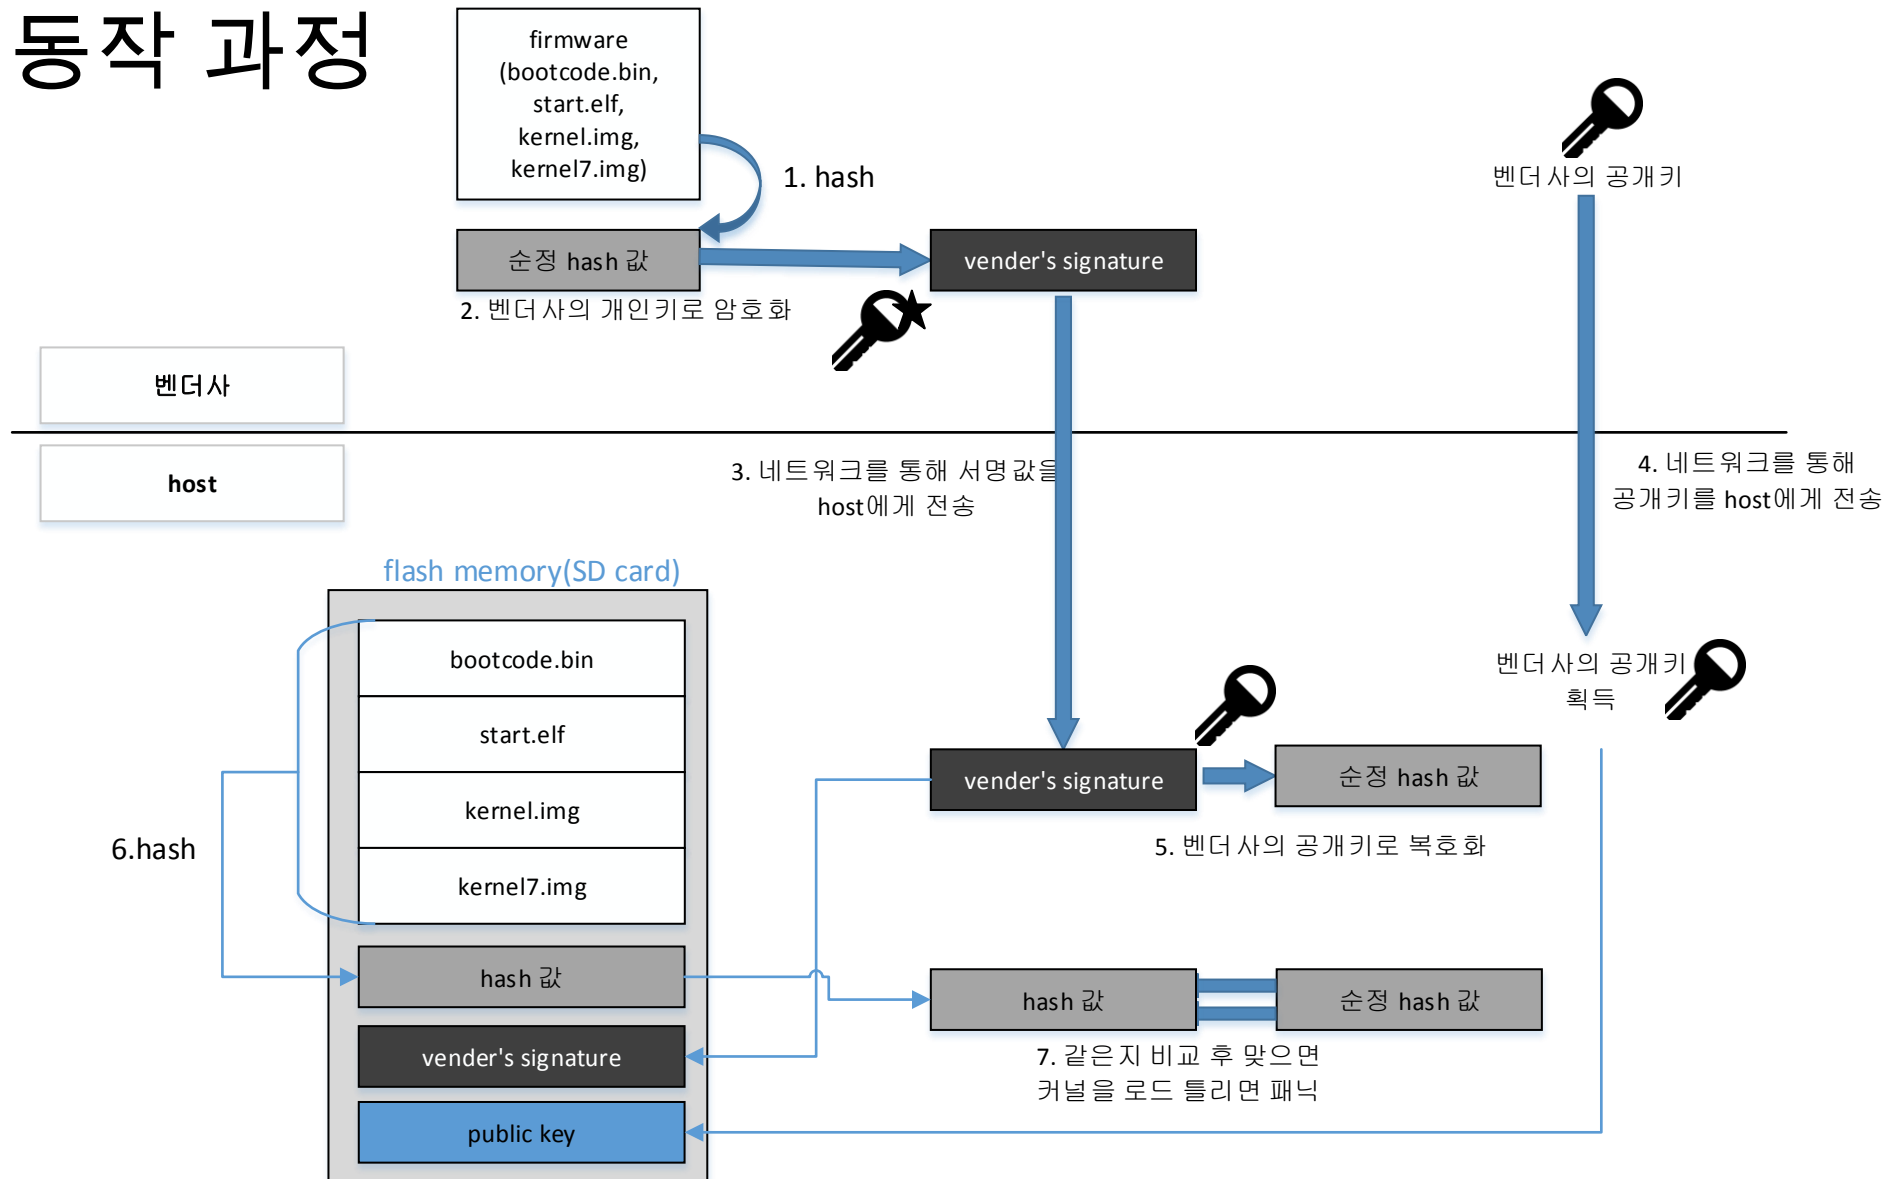 동작 과정
firmware
(bootcode.bin,
start.elf,
kernel.img,
kernel7.img)
1. hash
벤더사의 공개키
순정 hash 값
vender's signature
2. 벤더사의 개인키로 암호화
벤더사
host
3. 네트워크를 통해 서명값을
host에게 전송
4. 네트워크를 통해
공개키를 host에게 전송
flash memory(SD card)
bootcode.bin
start.elf
kernel.img
kernel7.img
6.hash
hash 값
vender's signature
public key
벤더사의 공개키
획득
vender's signature
순정 hash 값
5. 벤더사의 공개키로 복호화
hash 값
순정 hash 값
7. 같은지 비교 후 맞으면
커널을 로드 틀리면 패닉